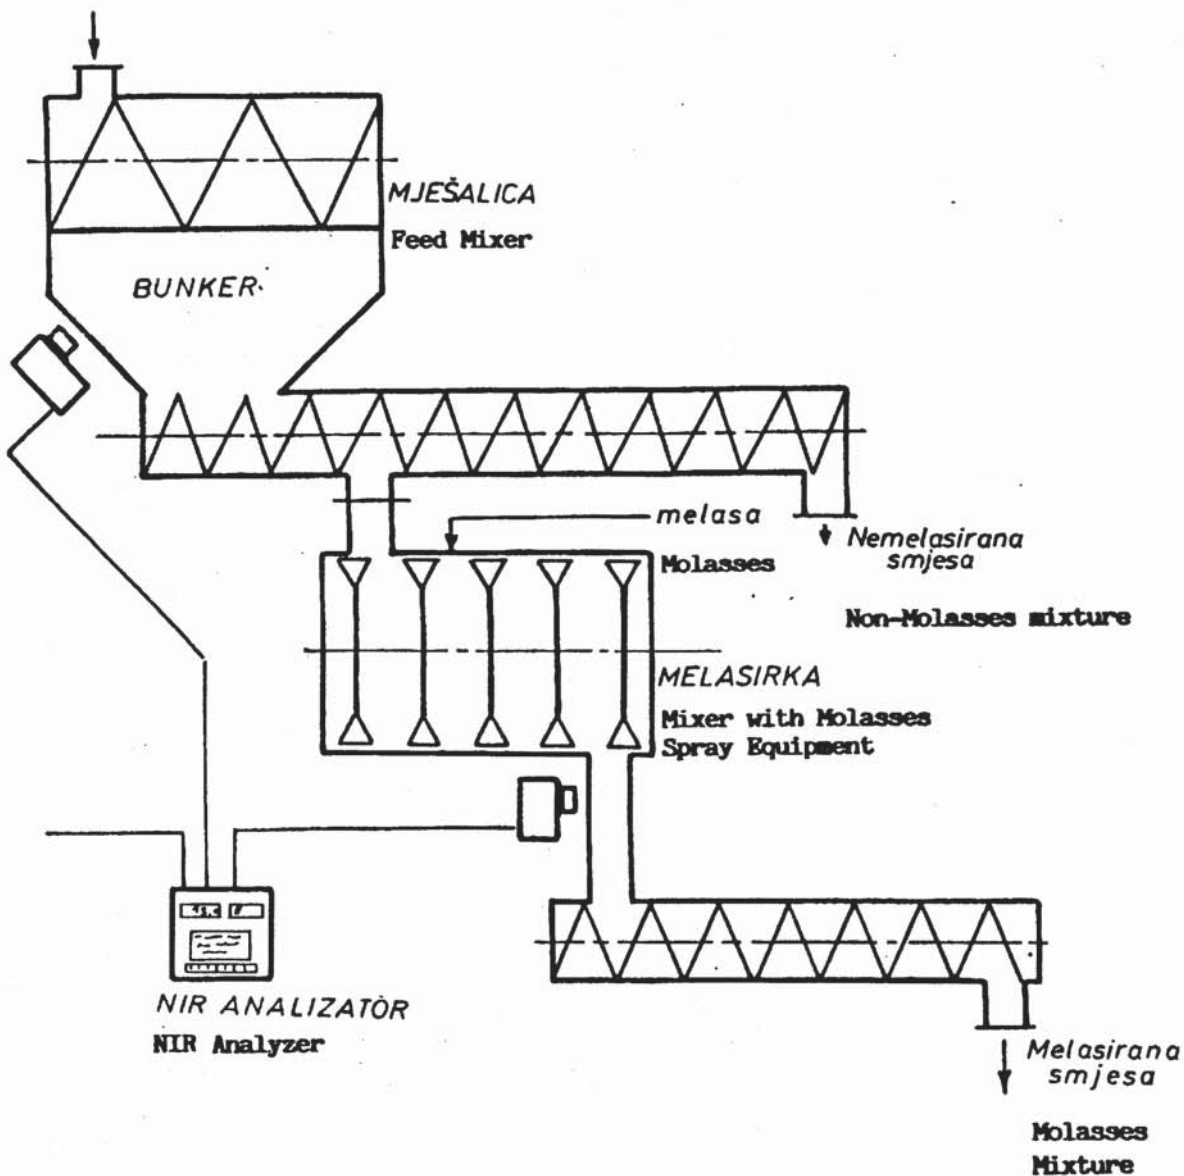 MJEŠALICA
Feed Mixer
BUNKER
melasa
Molasses
Nemelasirana
smjesa
Non-Molasses mixture
MELASIRKA
Mixer with Molasses
Spray Equipment
NIR ANALIZATOR
NIR Analyzer
Melasirana
smjesa
Molasses
Mixture